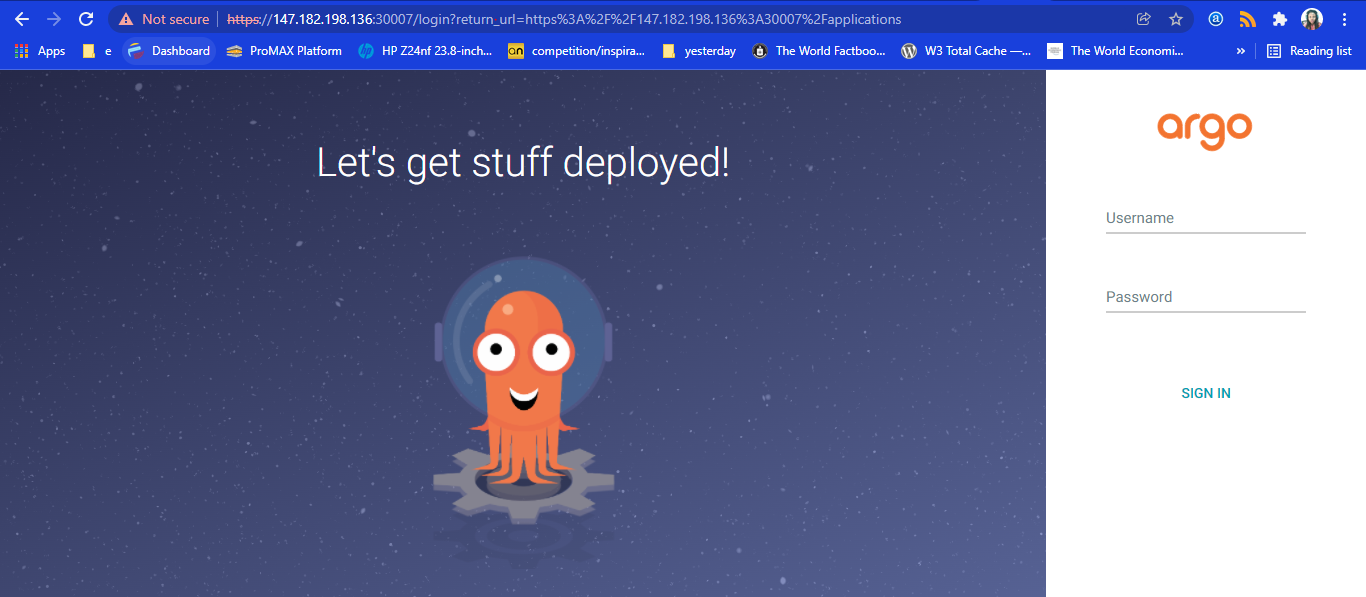 Not secure | https://147.182.198.136:30007/login?return_url=https%3A%2F%2F147.182.198.136%3A30007%2Fapplications
Apps e Dashboard ProMAX Platform HP Z24nf 23.8-inch... an competition/inspira... yesterday The World Factboo... W3 Total Cache —... The World Economi... » Reading list
Let's get stuff deployed!
argo
Username
Password
SIGN IN